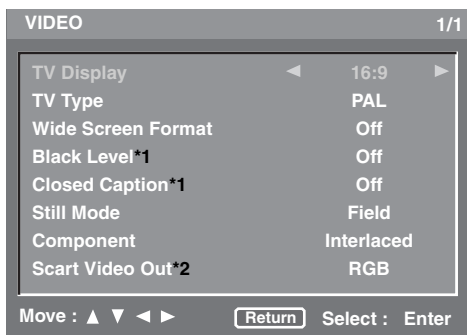 VIDEO 1/1
TV Display ◄ 16:9 ►
TV Type PAL
Wide Screen Format Off
Black Level*1 Off
Closed Caption*1 Off
Still Mode Field
Component Interlaced
Scart Video Out*2 RGB
Move : ▲ ▼ ◄ ► Return Select : Enter